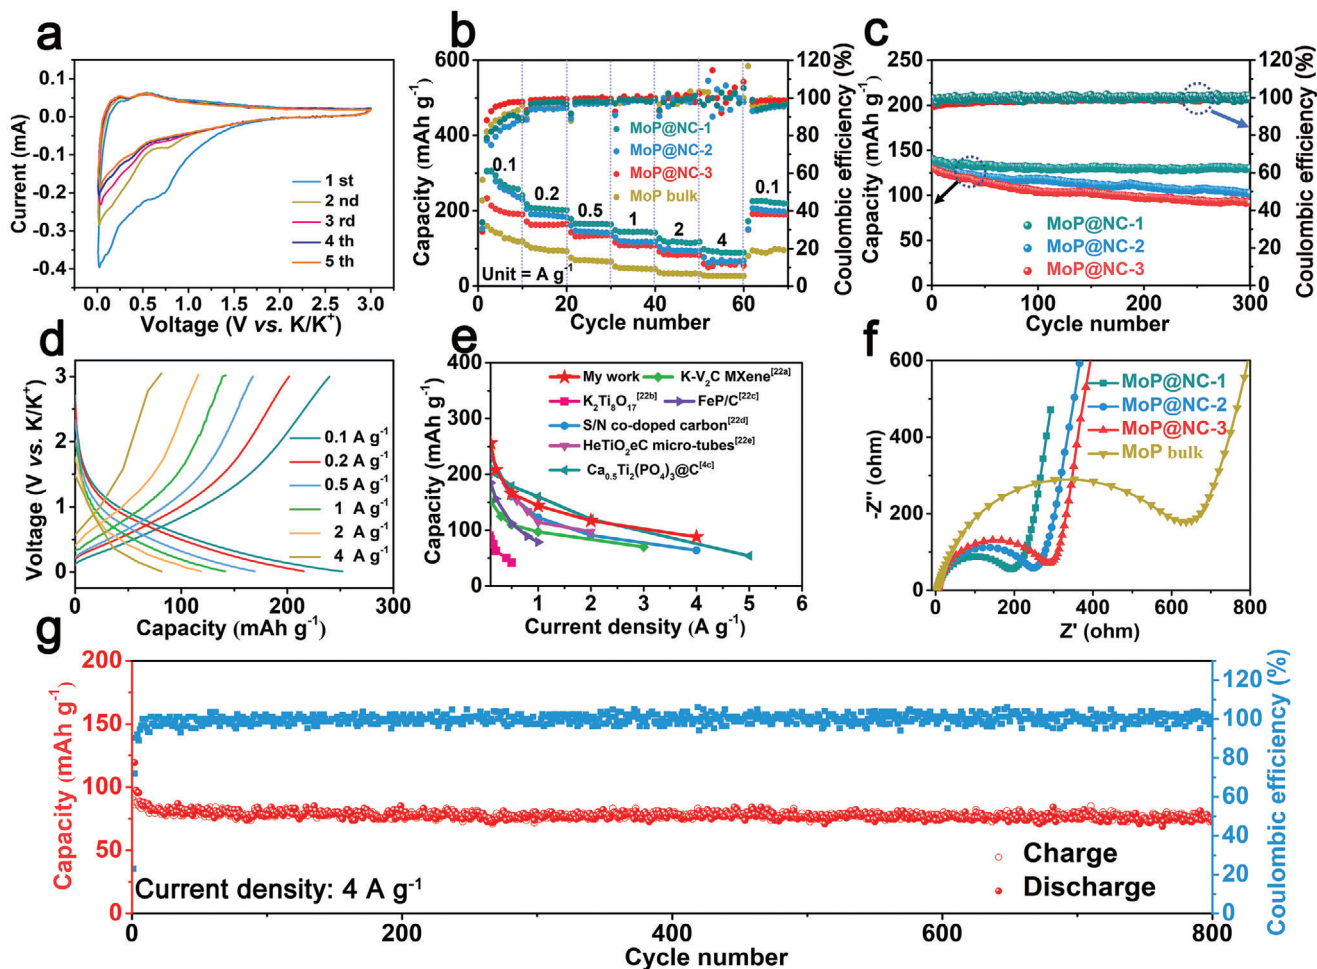 a
Current (mA)
0.1
0.0
-0.1
-0.2
-0.3
-0.4
1 st
2 nd
3 rd
4 th
5 th
0.0 0.5 1.0 1.5 2.0 2.5 3.0
Voltage (V vs. K/K+)
b
Capacity (mAh g-1)
600
500
400
300
200
100
0
MoP@NC-1
MoP@NC-2
MoP@NC-3
MoP bulk
0.1
0.2
0.5
1
2
4
0.1
Unit = A g-1
0 10 20 30 40 50 60
Cycle number
120
100
80
60
40
20
0
Coulombic efficiency (%)
c
Capacity (mAh g-1)
250
200
150
100
50
0
MoP@NC-1
MoP@NC-2
MoP@NC-3
0 100 200 300
Cycle number
120
100
80
60
40
20
0
Coulombic efficiency (%)
d
Voltage (V vs. K/K+)
3
2
1
0
0.1 A g-1
0.2 A g-1
0.5 A g-1
1 A g-1
2 A g-1
4 A g-1
0 100 200 300
Capacity (mAh g-1)
e
Capacity (mAh g-1)
400
350
300
250
200
150
100
50
0
My work
K-V2C MXene[22a]
K2Ti8O17[22b]
FeP/C[22c]
S/N co-doped carbon[22d]
HeTiO2eC micro-tubes[22e]
Ca0.5Ti2(PO4)3@C[4c]
0 1 2 3 4 5 6
Current density (A g-1)
f
-Z'' (ohm)
600
400
200
0
MoP@NC-1
MoP@NC-2
MoP@NC-3
MoP bulk
0 200 400 600 800
Z' (ohm)
g
Capacity (mAh g-1)
200
150
100
50
0
Current density: 4 A g-1
Charge
Discharge
0 200 400 600 800
Cycle number
120
100
80
60
40
20
0
Coulombic efficiency (%)